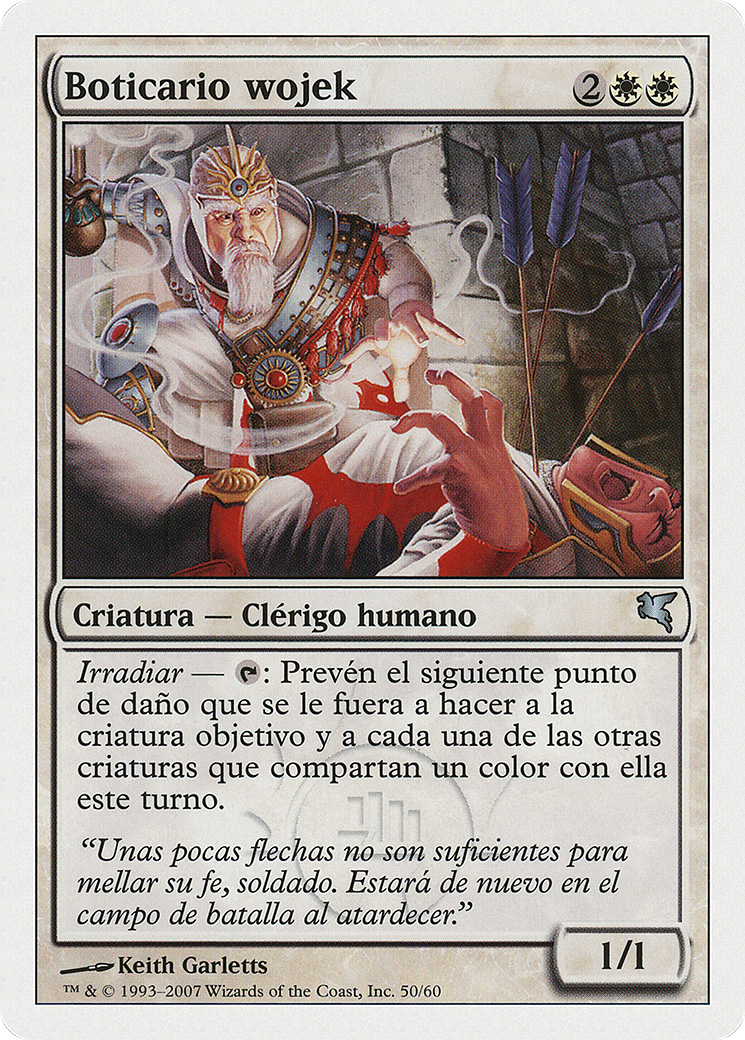 Boticario wojek
2
Criatura — Clérigo humano
Irradiar — : Prevén el siguiente punto
de daño que se le fuera a hacer a la
criatura objetivo y a cada una de las otras
criaturas que compartan un color con ella
este turno.
“Unas pocas flechas no son suficientes para
mellar su fe, soldado. Estará de nuevo en el
campo de batalla al atardecer.”
1/1
Keith Garletts
™ & © 1993–2007 Wizards of the Coast, Inc. 50/60